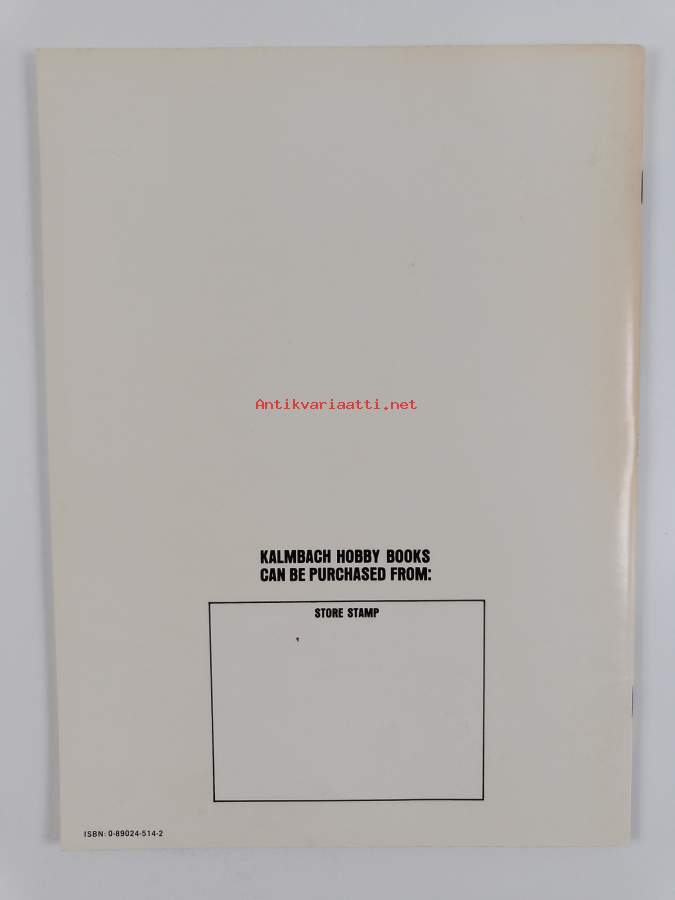 Antikvariaatti.net
KALMBACH HOBBY BOOKS
CAN BE PURCHASED FROM:
STORE STAMP
ISBN: 0-89024-514-2